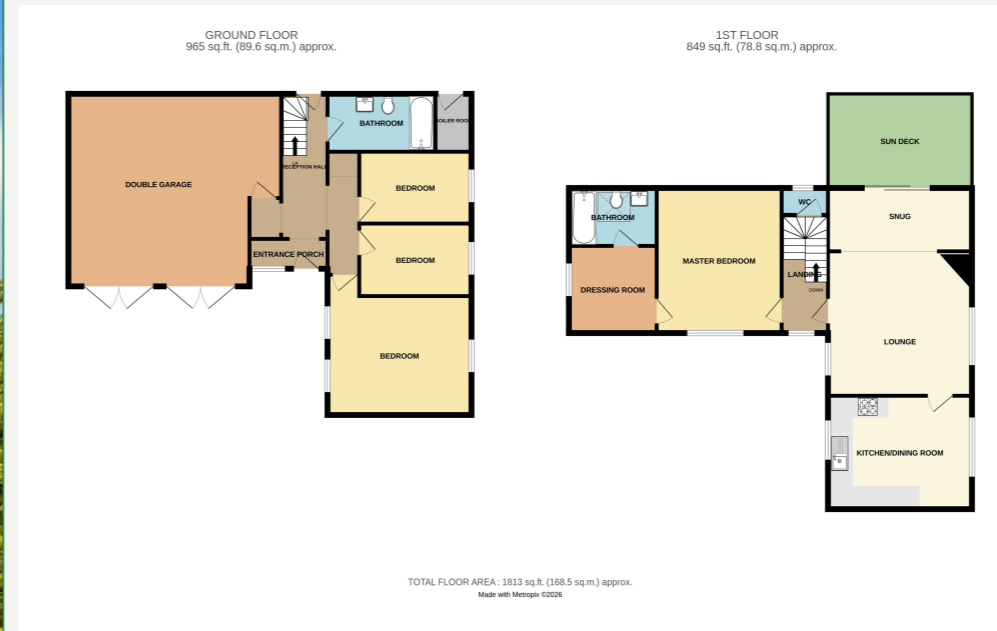 GROUND FLOOR
965 sq.ft. (89.6 sq.m.) approx.
1ST FLOOR
849 sq.ft. (78.8 sq.m.) approx.
BATHROOM
BOILER ROOM
RECEPTION HALL
UP
DOUBLE GARAGE
BEDROOM
ENTRANCE PORCH
BEDROOM
BEDROOM
SUN DECK
WC
SNUG
BATHROOM
MASTER BEDROOM
LANDING
DRESSING ROOM
DOWN
LOUNGE
KITCHEN/DINING ROOM
TOTAL FLOOR AREA : 1813 sq.ft. (168.5 sq.m.) approx.
Made with Metropix ©2026